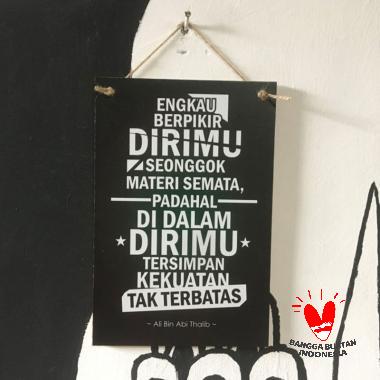 ENGKAU
BERPIKIR
DIRIMU
SEONGGOK
MATERI SEMATA,
PADAHAL
DI DALAM
DIRIMU
TERSIMPAN
KEKUATAN
TAK TERBATAS
~ Ali Bin Abi Thalib ~
BANGGA BUATAN
INDONESIA